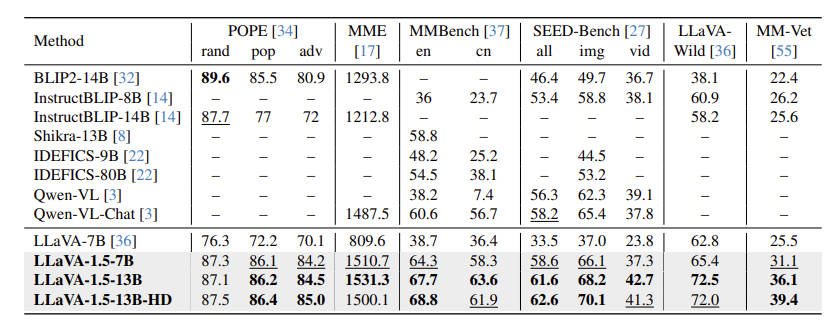 Method POPE [34] MME MMBench [37] SEED-Bench [27] LLaVA- MM-Vet
rand pop adv [17] en cn all img vid Wild [36] [55]
BLIP2-14B [32] 89.6 85.5 80.9 1293.8 – – 46.4 49.7 36.7 38.1 22.4
InstructBLIP-8B [14] – – – – 36 23.7 53.4 58.8 38.1 60.9 26.2
InstructBLIP-14B [14] 87.7 77 72 1212.8 – – – – – 58.2 25.6
Shikra-13B [8] – – – – 58.8 – – – – – –
IDEFICS-9B [22] – – – – 48.2 25.2 – 44.5 – – –
IDEFICS-80B [22] – – – – 54.5 38.1 – 53.2 – – –
Qwen-VL [3] – – – – 38.2 7.4 56.3 62.3 39.1 – –
Qwen-VL-Chat [3] – – – 1487.5 60.6 56.7 58.2 65.4 37.8 – –
LLaVA-7B [36] 76.3 72.2 70.1 809.6 38.7 36.4 33.5 37.0 23.8 62.8 25.5
LLaVA-1.5-7B 87.3 86.1 84.2 1510.7 64.3 58.3 58.6 66.1 37.3 65.4 31.1
LLaVA-1.5-13B 87.1 86.2 84.5 1531.3 67.7 63.6 61.6 68.2 42.7 72.5 36.1
LLaVA-1.5-13B-HD 87.5 86.4 85.0 1500.1 68.8 61.9 62.6 70.1 41.3 72.0 39.4